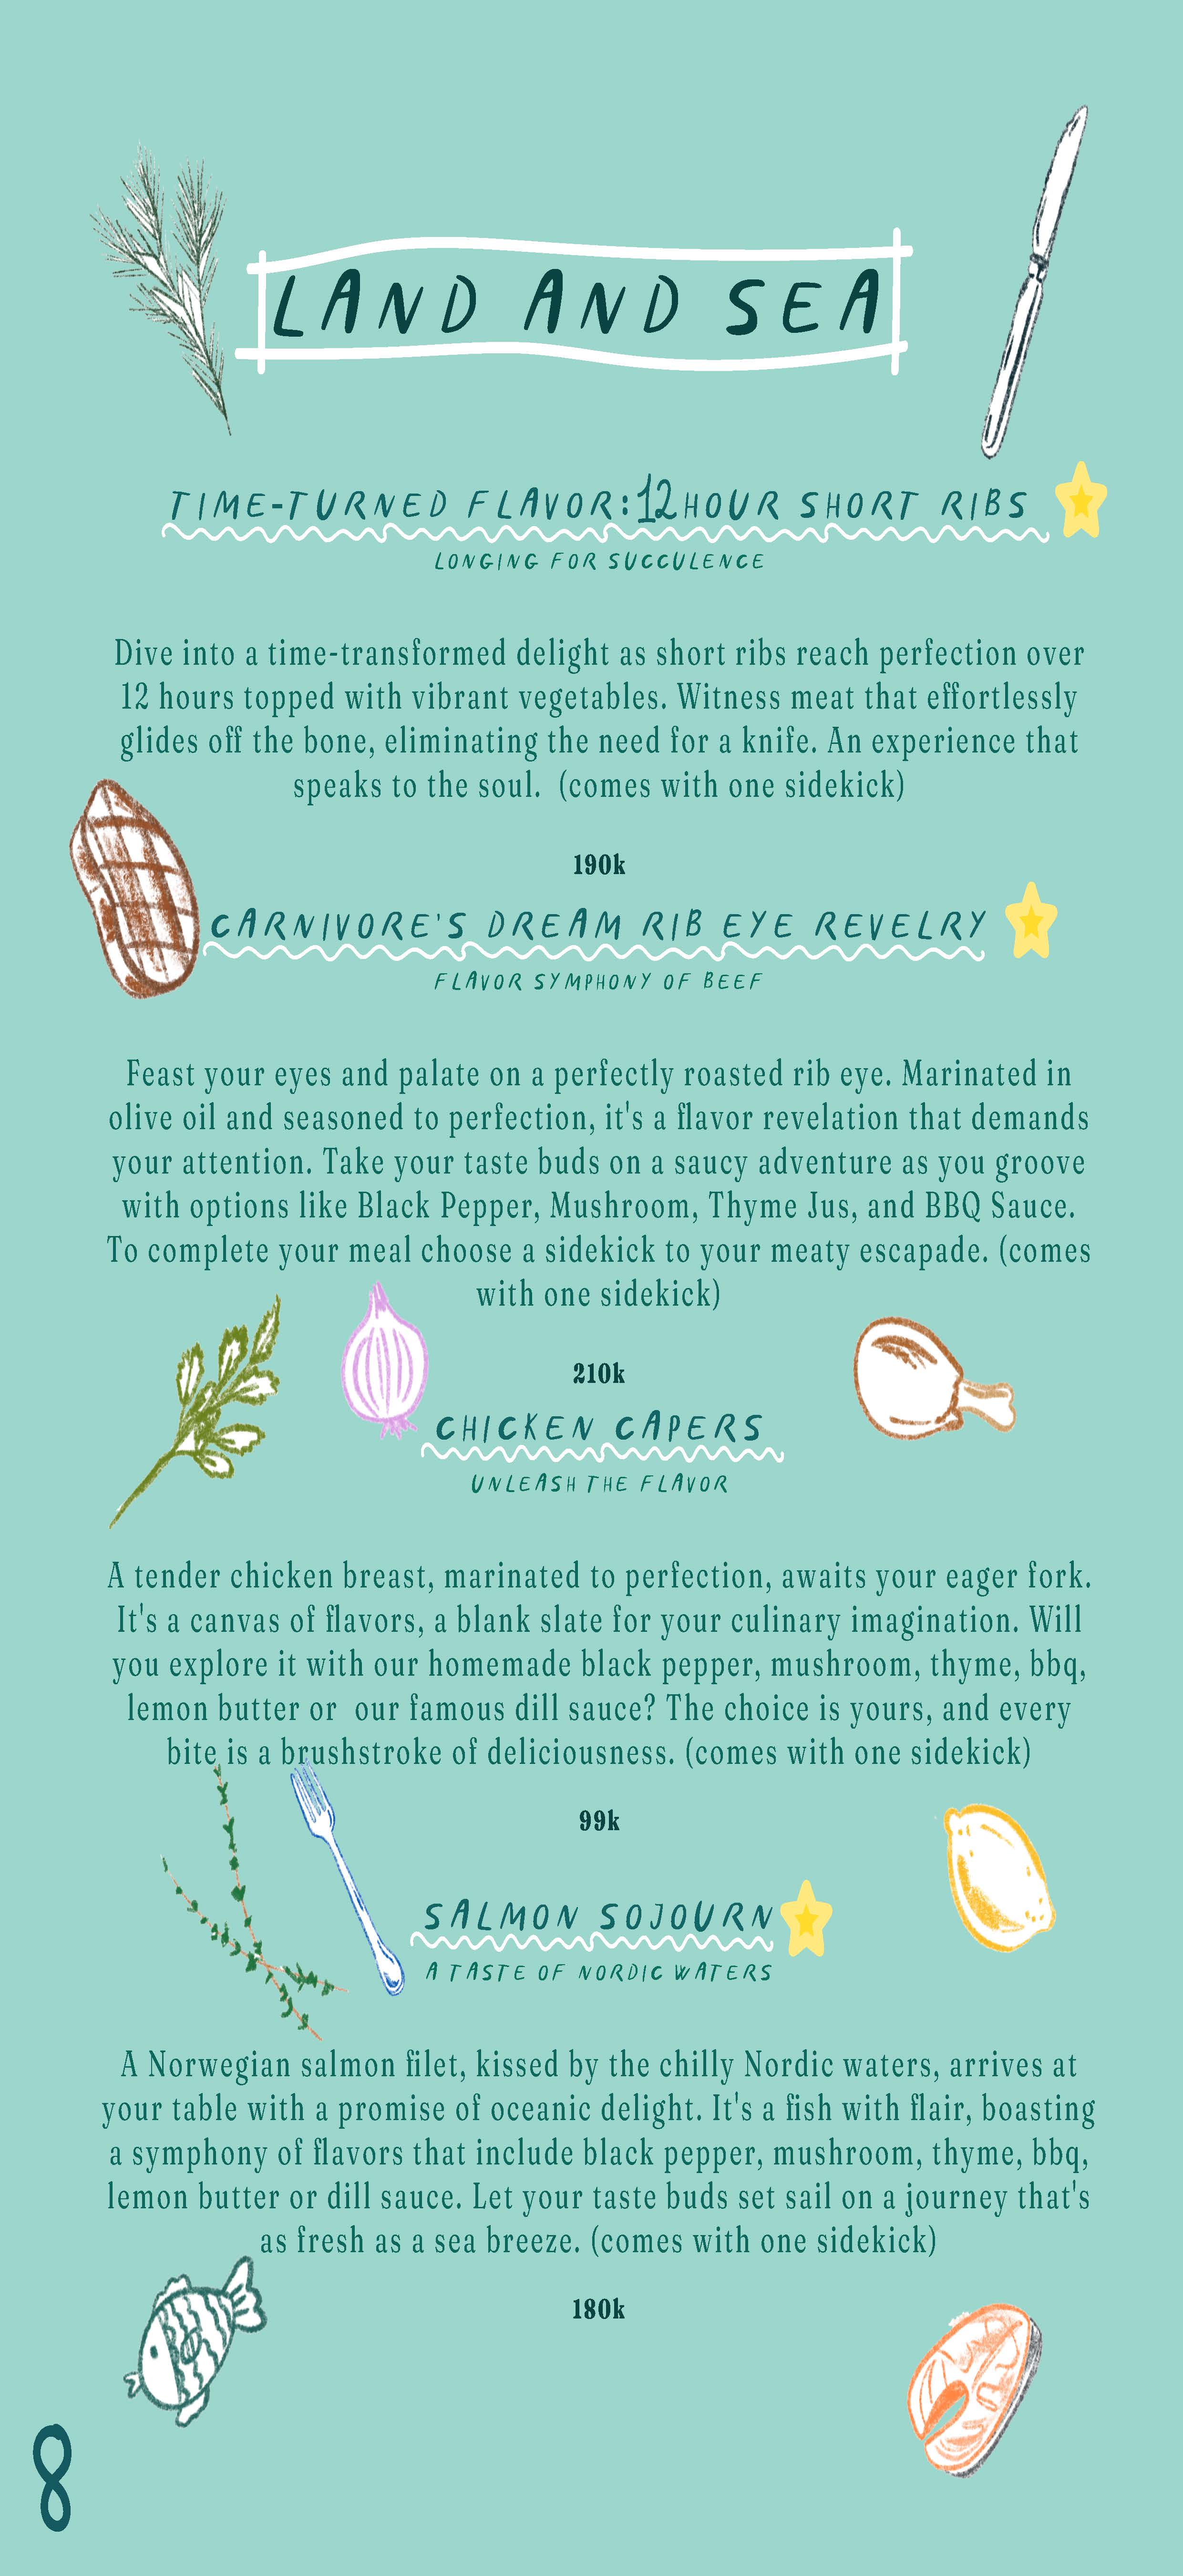 LAND AND SEA
TIME-TURNED FLAVOR:12HOUR SHORT RIBS
LONGING FOR SUCCULENCE
Dive into a time-transformed delight as short ribs reach perfection over
12 hours topped with vibrant vegetables. Witness meat that effortlessly
glides off the bone, eliminating the need for a knife. An experience that
speaks to the soul.  (comes with one sidekick)
190k
CARNIVORE'S DREAM RIB EYE REVELRY
FLAVOR SYMPHONY OF BEEF
Feast your eyes and palate on a perfectly roasted rib eye. Marinated in
olive oil and seasoned to perfection, it's a flavor revelation that demands
your attention. Take your taste buds on a saucy adventure as you groove
with options like Black Pepper, Mushroom, Thyme Jus, and BBQ Sauce.
To complete your meal choose a sidekick to your meaty escapade. (comes
with one sidekick)
210k
CHICKEN CAPERS
UNLEASH THE FLAVOR
A tender chicken breast, marinated to perfection, awaits your eager fork.
It's a canvas of flavors, a blank slate for your culinary imagination. Will
you explore it with our homemade black pepper, mushroom, thyme, bbq,
lemon butter or  our famous dill sauce? The choice is yours, and every
bite is a brushstroke of deliciousness. (comes with one sidekick)
99k
SALMON SOJOURN
A TASTE OF NORDIC WATERS
A Norwegian salmon filet, kissed by the chilly Nordic waters, arrives at
your table with a promise of oceanic delight. It's a fish with flair, boasting
a symphony of flavors that include black pepper, mushroom, thyme, bbq,
lemon butter or dill sauce. Let your taste buds set sail on a journey that's
as fresh as a sea breeze. (comes with one sidekick)
180k
8